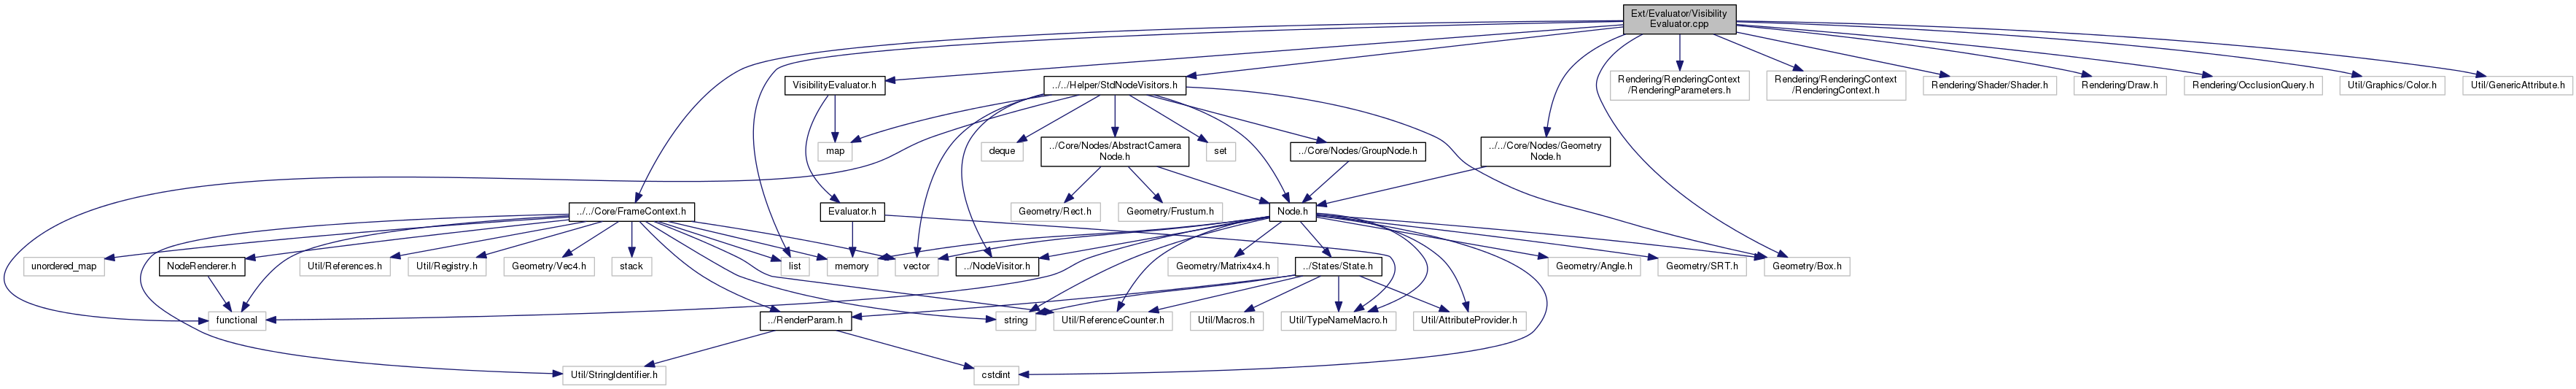 Ext/Evaluator/Visibility
Evaluator.cpp
VisibilityEvaluator.h
../../Helper/StdNodeVisitors.h
Rendering/RenderingContext
/RenderingParameters.h
Rendering/RenderingContext
/RenderingContext.h
Rendering/Shader/Shader.h
Rendering/Draw.h
Rendering/OcclusionQuery.h
Util/Graphics/Color.h
Util/GenericAttribute.h
map
deque
../Core/Nodes/AbstractCamera
Node.h
set
../Core/Nodes/GroupNode.h
../../Core/Nodes/Geometry
Node.h
../../Core/FrameContext.h
Evaluator.h
Geometry/Rect.h
Geometry/Frustum.h
Node.h
unordered_map
NodeRenderer.h
Util/References.h
Util/Registry.h
Geometry/Vec4.h
stack
list
memory
vector
../NodeVisitor.h
Geometry/Matrix4x4.h
../States/State.h
Geometry/Angle.h
Geometry/SRT.h
Geometry/Box.h
functional
../RenderParam.h
string
Util/ReferenceCounter.h
Util/Macros.h
Util/TypeNameMacro.h
Util/AttributeProvider.h
Util/StringIdentifier.h
cstdint